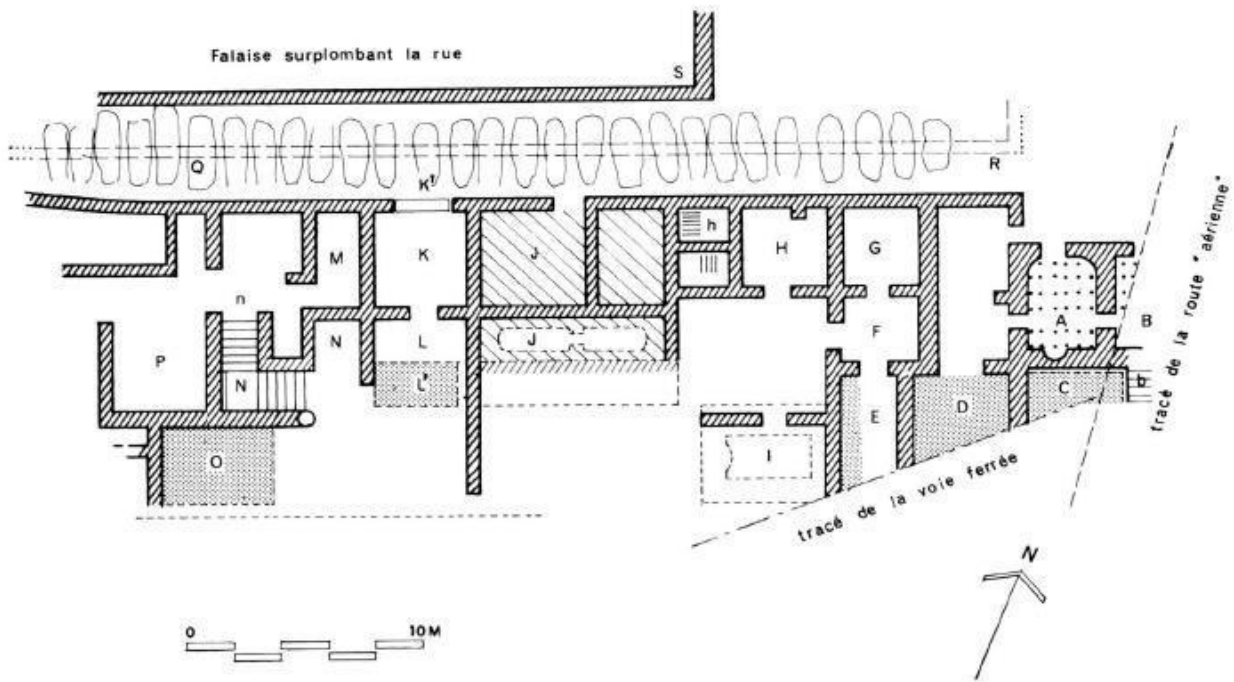 Falaise surplombant la rue
S
Q
R
K'
h
M
K
J
H
G
A
B
n
F
P
N
L
J
N
L'
C
b
E
D
O
I
tracé de la voie ferrée
tracé de la route "aérienne"
N
0 10 M